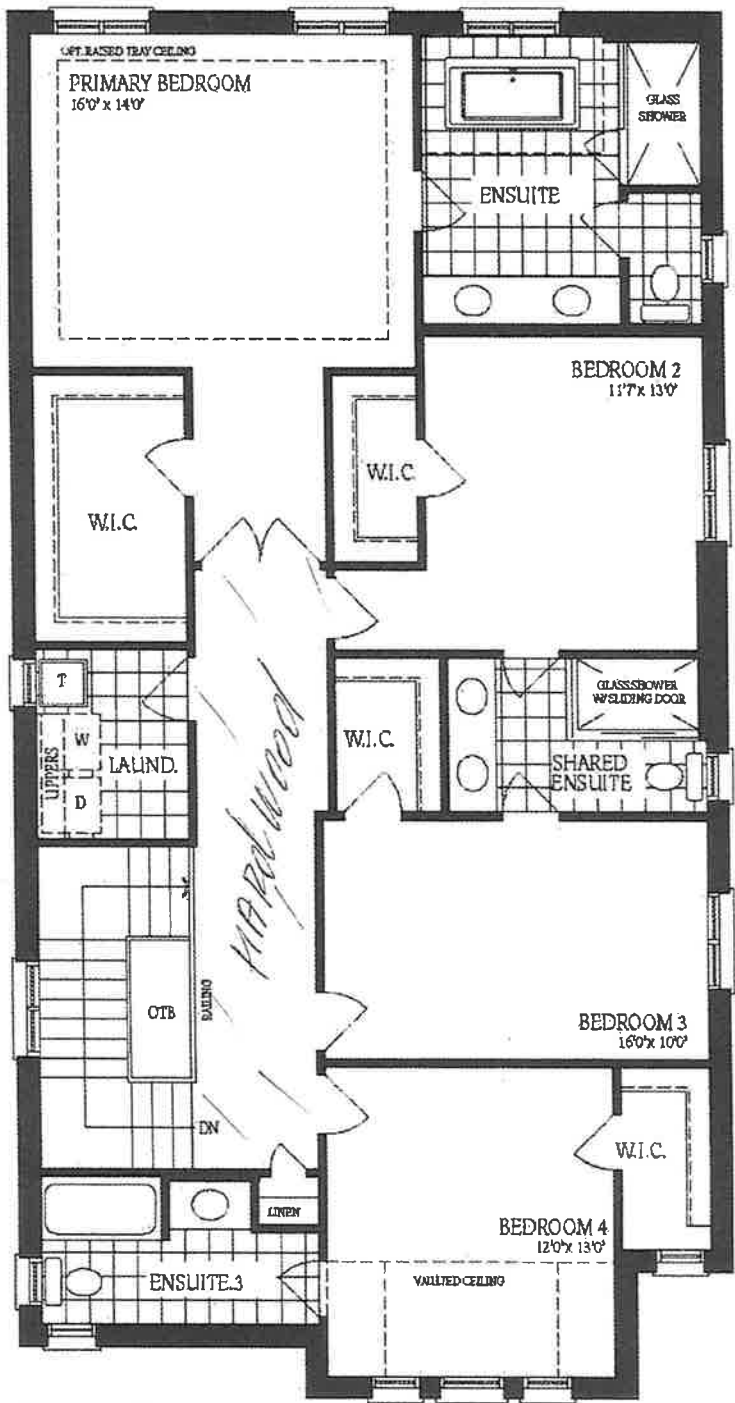 OPT. RAISED TRAY CEILING
PRIMARY BEDROOM
16'0" x 14'0"
GLASS
SHOWER
ENSUITE
BEDROOM 2
11'7" x 13'0"
W.I.C.
W.I.C.
T
W
UPPERS
LAUND.
D
W.I.C.
GLASS SHOWER
W/ SLIDING DOOR
SHARED
ENSUITE
HARDWOOD
OTB
RAILING
BEDROOM 3
16'0" x 10'0"
DN
W.I.C.
LINEN
BEDROOM 4
12'0" x 13'0"
ENSUITE 3
VAULTED CEILING